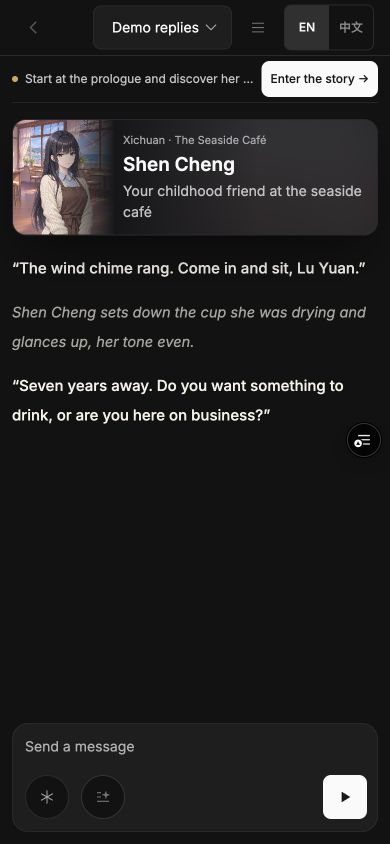 Demo replies
EN
中文
Start at the prologue and discover her ...
Enter the story →
Xichuan · The Seaside Café
Shen Cheng
Your childhood friend at the seaside
café
“The wind chime rang. Come in and sit, Lu Yuan.”
Shen Cheng sets down the cup she was drying and
glances up, her tone even.
“Seven years away. Do you want something to
drink, or are you here on business?”
Send a message